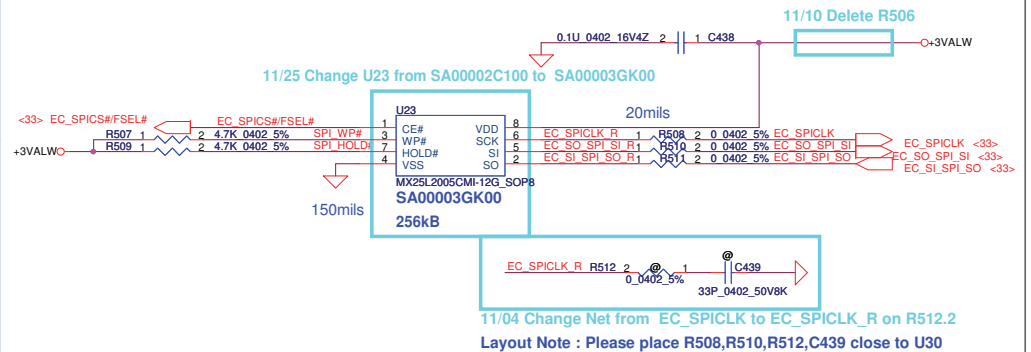 11/10 Delete R506
0.1U_0402_16V4Z 2 1 C438
+3VALW
11/25 Change U23 from SA00002C100 to SA00003GK00
U23
20mils
<33> EC_SPICS#/FSEL# EC_SPICS#/FSEL# 1 CE# VDD 8
R507 1 2 4.7K_0402_5% SPI_WP# 3 WP# SCK 6 EC_SPICLK_R 1 R508 2 0_0402_5% EC_SPICLK EC_SPICLK <33>
R509 1 2 4.7K_0402_5% SPI_HOLD# 7 HOLD# SI 5 EC_SO_SPI_SI_R 1 R510 2 0_0402_5% EC_SO_SPI_SI EC_SO_SPI_SI <33>
+3VALW
4 VSS SO 2 EC_SI_SPI_SO_R 1 R511 2 0_0402_5% EC_SI_SPI_SO EC_SI_SPI_SO <33>
MX25L2005CMI-12G_SOP8
SA00003GK00
150mils
256kB
@
EC_SPICLK_R R512 2 @ 1 C439
0_0402_5%
33P_0402_50V8K
11/04 Change Net from EC_SPICLK to EC_SPICLK_R on R512.2
Layout Note : Please place R508,R510,R512,C439 close to U30